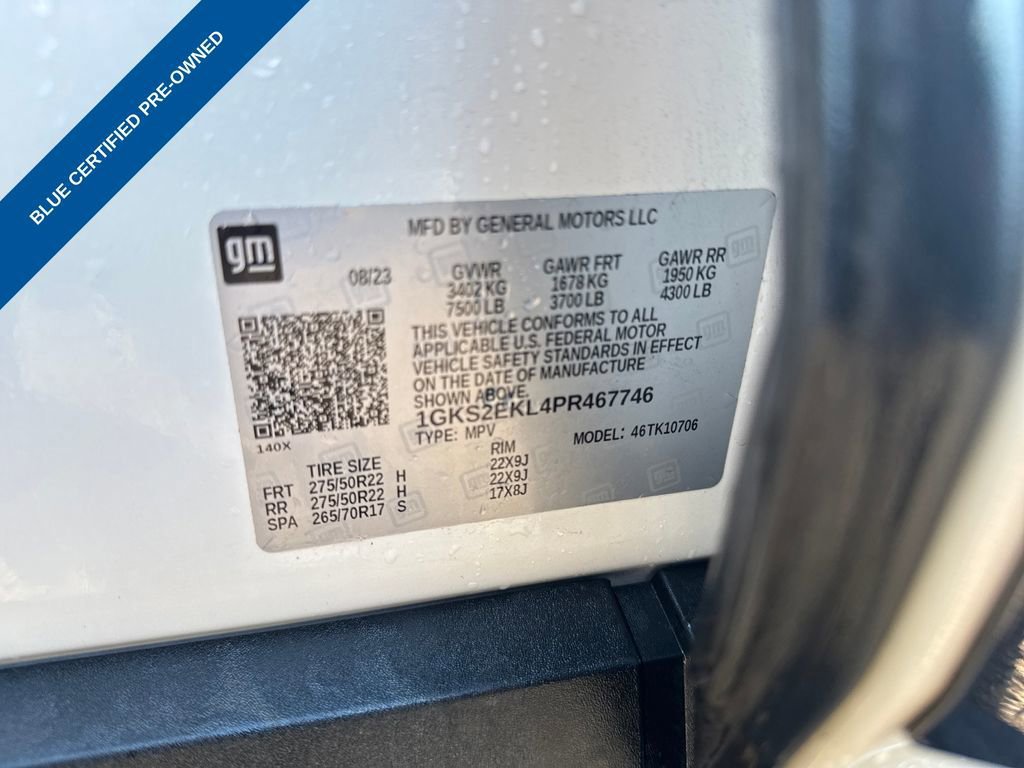 BLUE CERTIFIED PRE-OWNED
gm
MFD BY GENERAL MOTORS LLC
08/23
GVWR
3402 KG
7500 LB
GAWR FRT
1678 KG
3700 LB
GAWR RR
1950 KG
4300 LB
THIS VEHICLE CONFORMS TO ALL
APPLICABLE U.S. FEDERAL MOTOR
VEHICLE SAFETY STANDARDS IN EFFECT
ON THE DATE OF MANUFACTURE
SHOWN ABOVE.
1GKS2EKL4PR467746
TYPE: MPV
MODEL: 46TK10706
140X
TIRE SIZE RIM
FRT 275/50R22 H 22X9J
RR 275/50R22 H 22X9J
SPA 265/70R17 S 17X8J